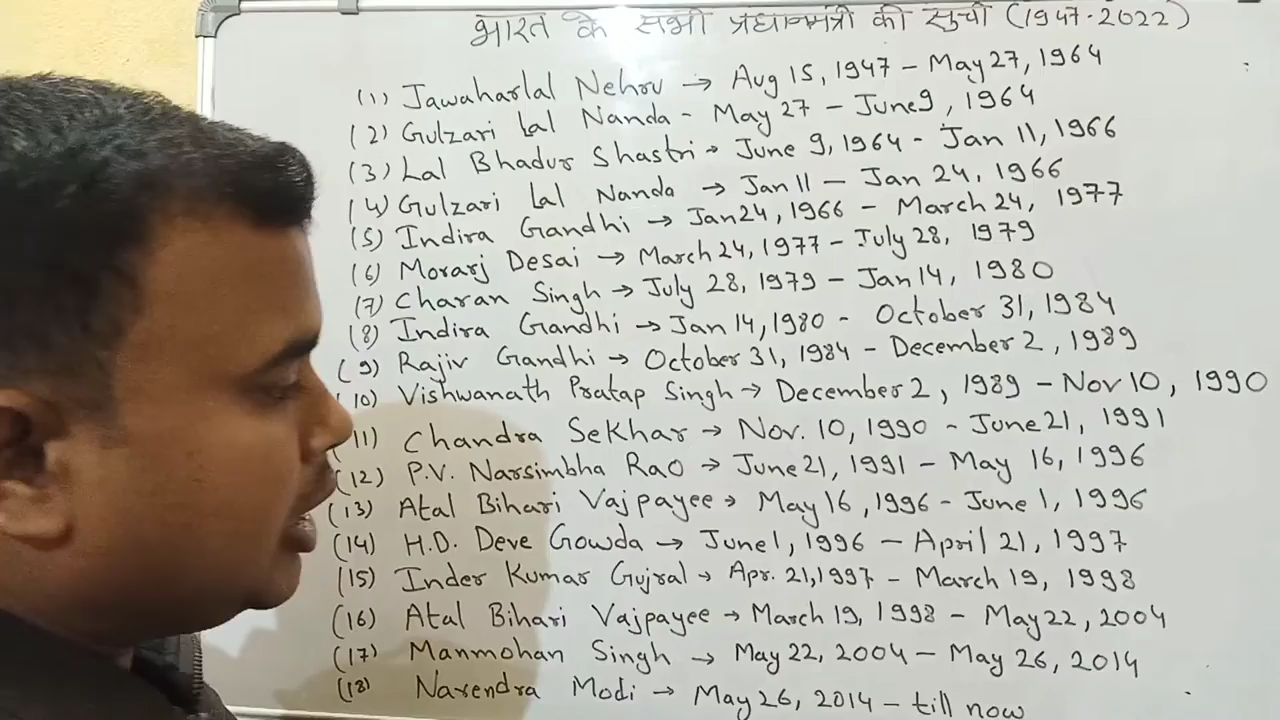 भारत के सभी प्रधानमंत्री की सुची (1947-2022)
(1) Jawaharlal Nehru → Aug 15, 1947 – May 27, 1964
(2) Gulzari Lal Nanda - May 27 – June 9, 1964
(3) Lal Bhadur Shastri → June 9, 1964 - Jan 11, 1966
(4) Gulzari Lal Nanda → Jan 11 – Jan 24, 1966
(5) Indira Gandhi → Jan 24, 1966 – March 24, 1977
(6) Morarj Desai → March 24, 1977 – July 28, 1979
(7) Charan Singh → July 28, 1979 – Jan 14, 1980
(8) Indira Gandhi → Jan 14, 1980 - October 31, 1984
(9) Rajiv Gandhi → October 31, 1984 – December 2, 1989
(10) Vishwanath Pratap Singh → December 2, 1989 – Nov 10, 1990
(11) Chandra Sekhar → Nov. 10, 1990 - June 21, 1991
(12) P.V. Narsimbha Rao → June 21, 1991 – May 16, 1996
(13) Atal Bihari Vajpayee → May 16, 1996 - June 1, 1996
(14) H.D. Deve Gowda → June 1, 1996 – April 21, 1997
(15) Inder Kumar Gujral → Apr. 21, 1997 - March 19, 1998
(16) Atal Bihari Vajpayee → March 19, 1998 – May 22, 2004
(17) Manmohan Singh → May 22, 2004 – May 26, 2014
(18) Narendra Modi → May 26, 2014 – till now